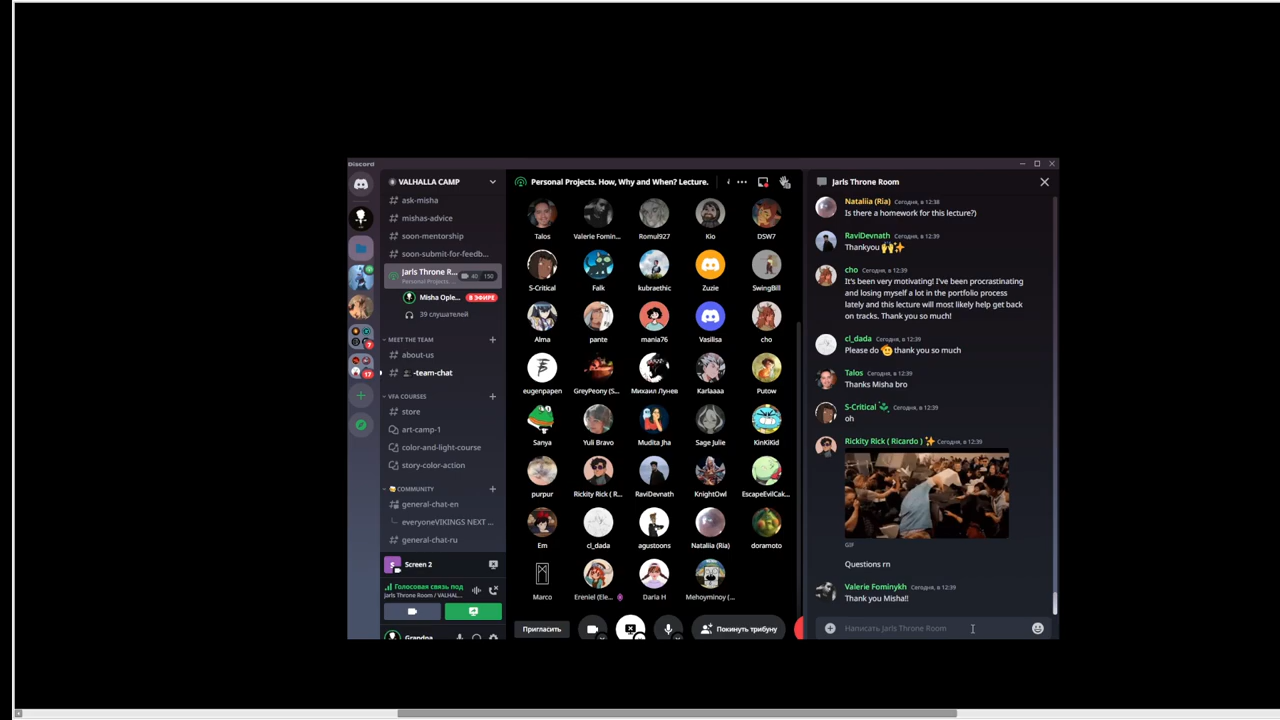 Discord
VALHALLA CAMP
ask-misha
mishas-advice
soon-mentorship
soon-submit-for-feedb...
Jarls Throne R...
40 150
Personal Projects.
Misha Ople...
В ЭФИРЕ
39 слушателей
MEET THE TEAM
about-us
-team-chat
VFA COURSES
store
art-camp-1
color-and-light-course
story-color-action
COMMUNITY
general-chat-en
everyoneVIKINGS NEXT ...
general-chat-ru
7
17
Screen 2
Голосовая связь под
Jarls Throne Room / VALHAL...
Grandpa
Personal Projects. How, Why and When? Lecture.
Talos
Valerie Fomin...
Romul927
Kio
DSW7
S-Critical
Falk
kubraethic
Zuzie
SwingBill
Alma
pante
mania76
Vasilisa
cho
eugenpapen
GreyPeony (S...
Михаил Лунев
Karlaaaa
Putow
Sanya
Yuli Bravo
Mudita Jha
Sage Julie
KinKiKid
purpur
Rickity Rick ( R...
RaviDevnath
KnightOwl
EscapeEvilCak...
Em
cl_dada
agustoons
Nataliia (Ria)
doramoto
Marco
Ereniel (Ele...
Daria H
Mehoyminoy (...
Пригласить
Покинуть трибуну
Jarls Throne Room
Nataliia (Ria) Сегодня, в 12:38
Is there a homework for this lecture?)
RaviDevnath Сегодня, в 12:39
Thankyou 🙌✨
cho Сегодня, в 12:39
It's been very motivating! I've been procrastinating
and losing myself a lot in the portfolio process
lately and this lecture will most likely help get back
on tracks. Thank you so much!
cl_dada Сегодня, в 12:39
Please do 🫡 thank you so much
Talos Сегодня, в 12:39
Thanks Misha bro
S-Critical Сегодня, в 12:39
oh
Rickity Rick ( Ricardo ) ✨ Сегодня, в 12:39
GIF
Questions rn
Valerie Fominykh Сегодня, в 12:39
Thank you Misha!!
Написать Jarls Throne Room